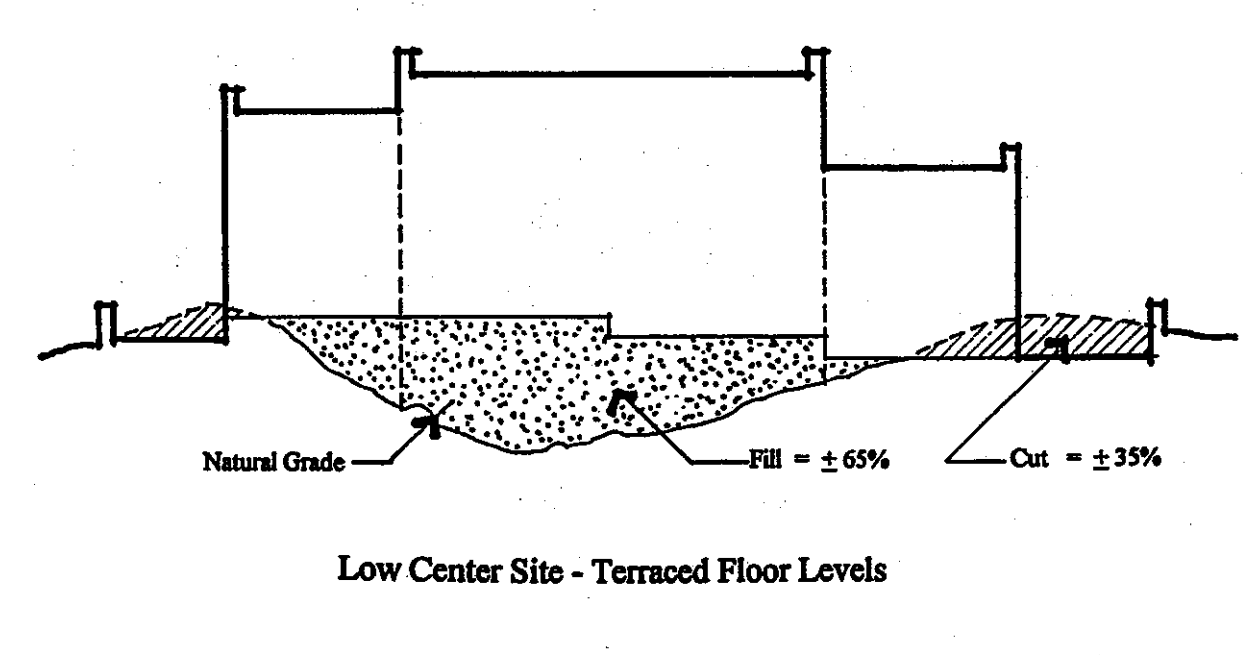 Natural Grade
Fill = ± 65%
Cut = ± 35%
Low Center Site - Terraced Floor Levels